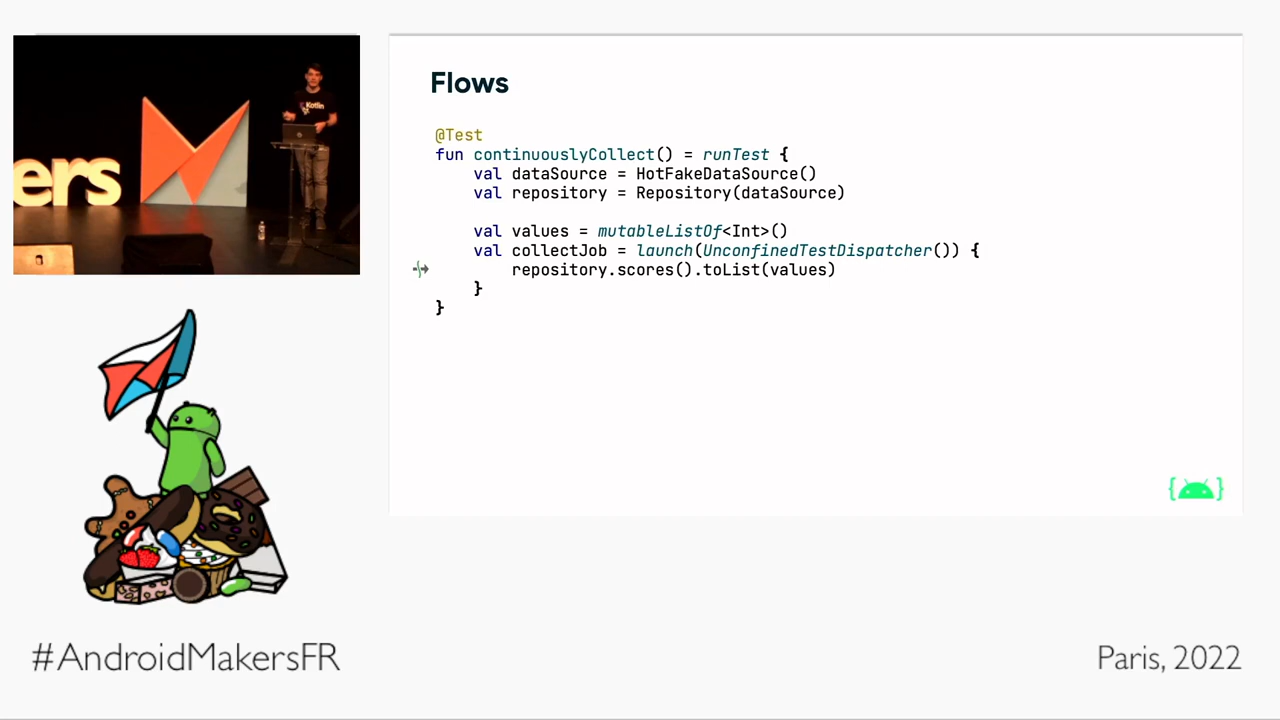 Kotlin
ers
Flows
@Test
fun continuouslyCollect() = runTest {
    val dataSource = HotFakeDataSource()
    val repository = Repository(dataSource)
    val values = mutableListOf<Int>()
    val collectJob = launch(UnconfinedTestDispatcher()) {
        repository.scores().toList(values)
    }
}
#AndroidMakersFR
Paris, 2022